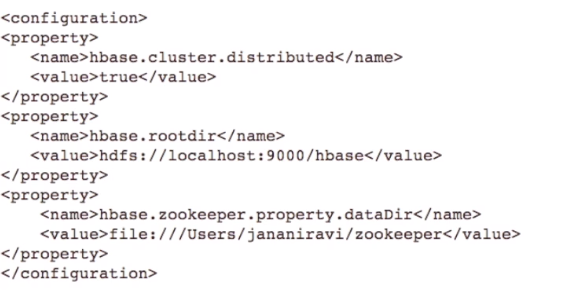 <configuration>
<property>
<name>hbase.cluster.distributed</name>
<value>true</value>
</property>
<property>
<name>hbase.rootdir</name>
<value>hdfs://localhost:9000/hbase</value>
</property>
<property>
<name>hbase.zookeeper.property.dataDir</name>
<value>file:///Users/jananiravi/zookeeper</value>
</property>
</configuration>